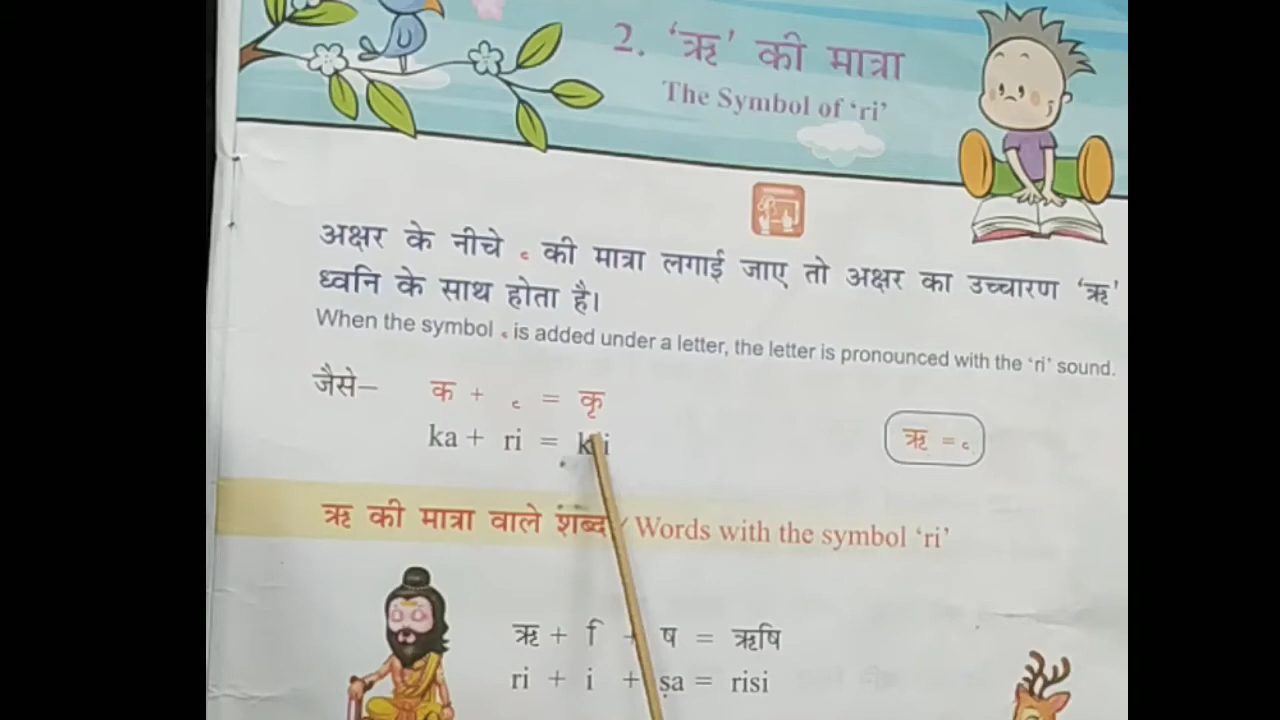 2. 'ऋ' की मात्रा
The Symbol of 'ri'
अक्षर के नीचे ृ की मात्रा लगाई जाए तो अक्षर का उच्चारण 'ऋ'
ध्वनि के साथ होता है।
When the symbol ृ is added under a letter, the letter is pronounced with the 'ri' sound.
जैसे– क + ृ = कृ
ka + ri =
ऋ = ृ
ऋ की मात्रा वाले शब्द / Words with the symbol 'ri'
ऋ + ि + ष = ऋषि
ri + i + ṣa = risi